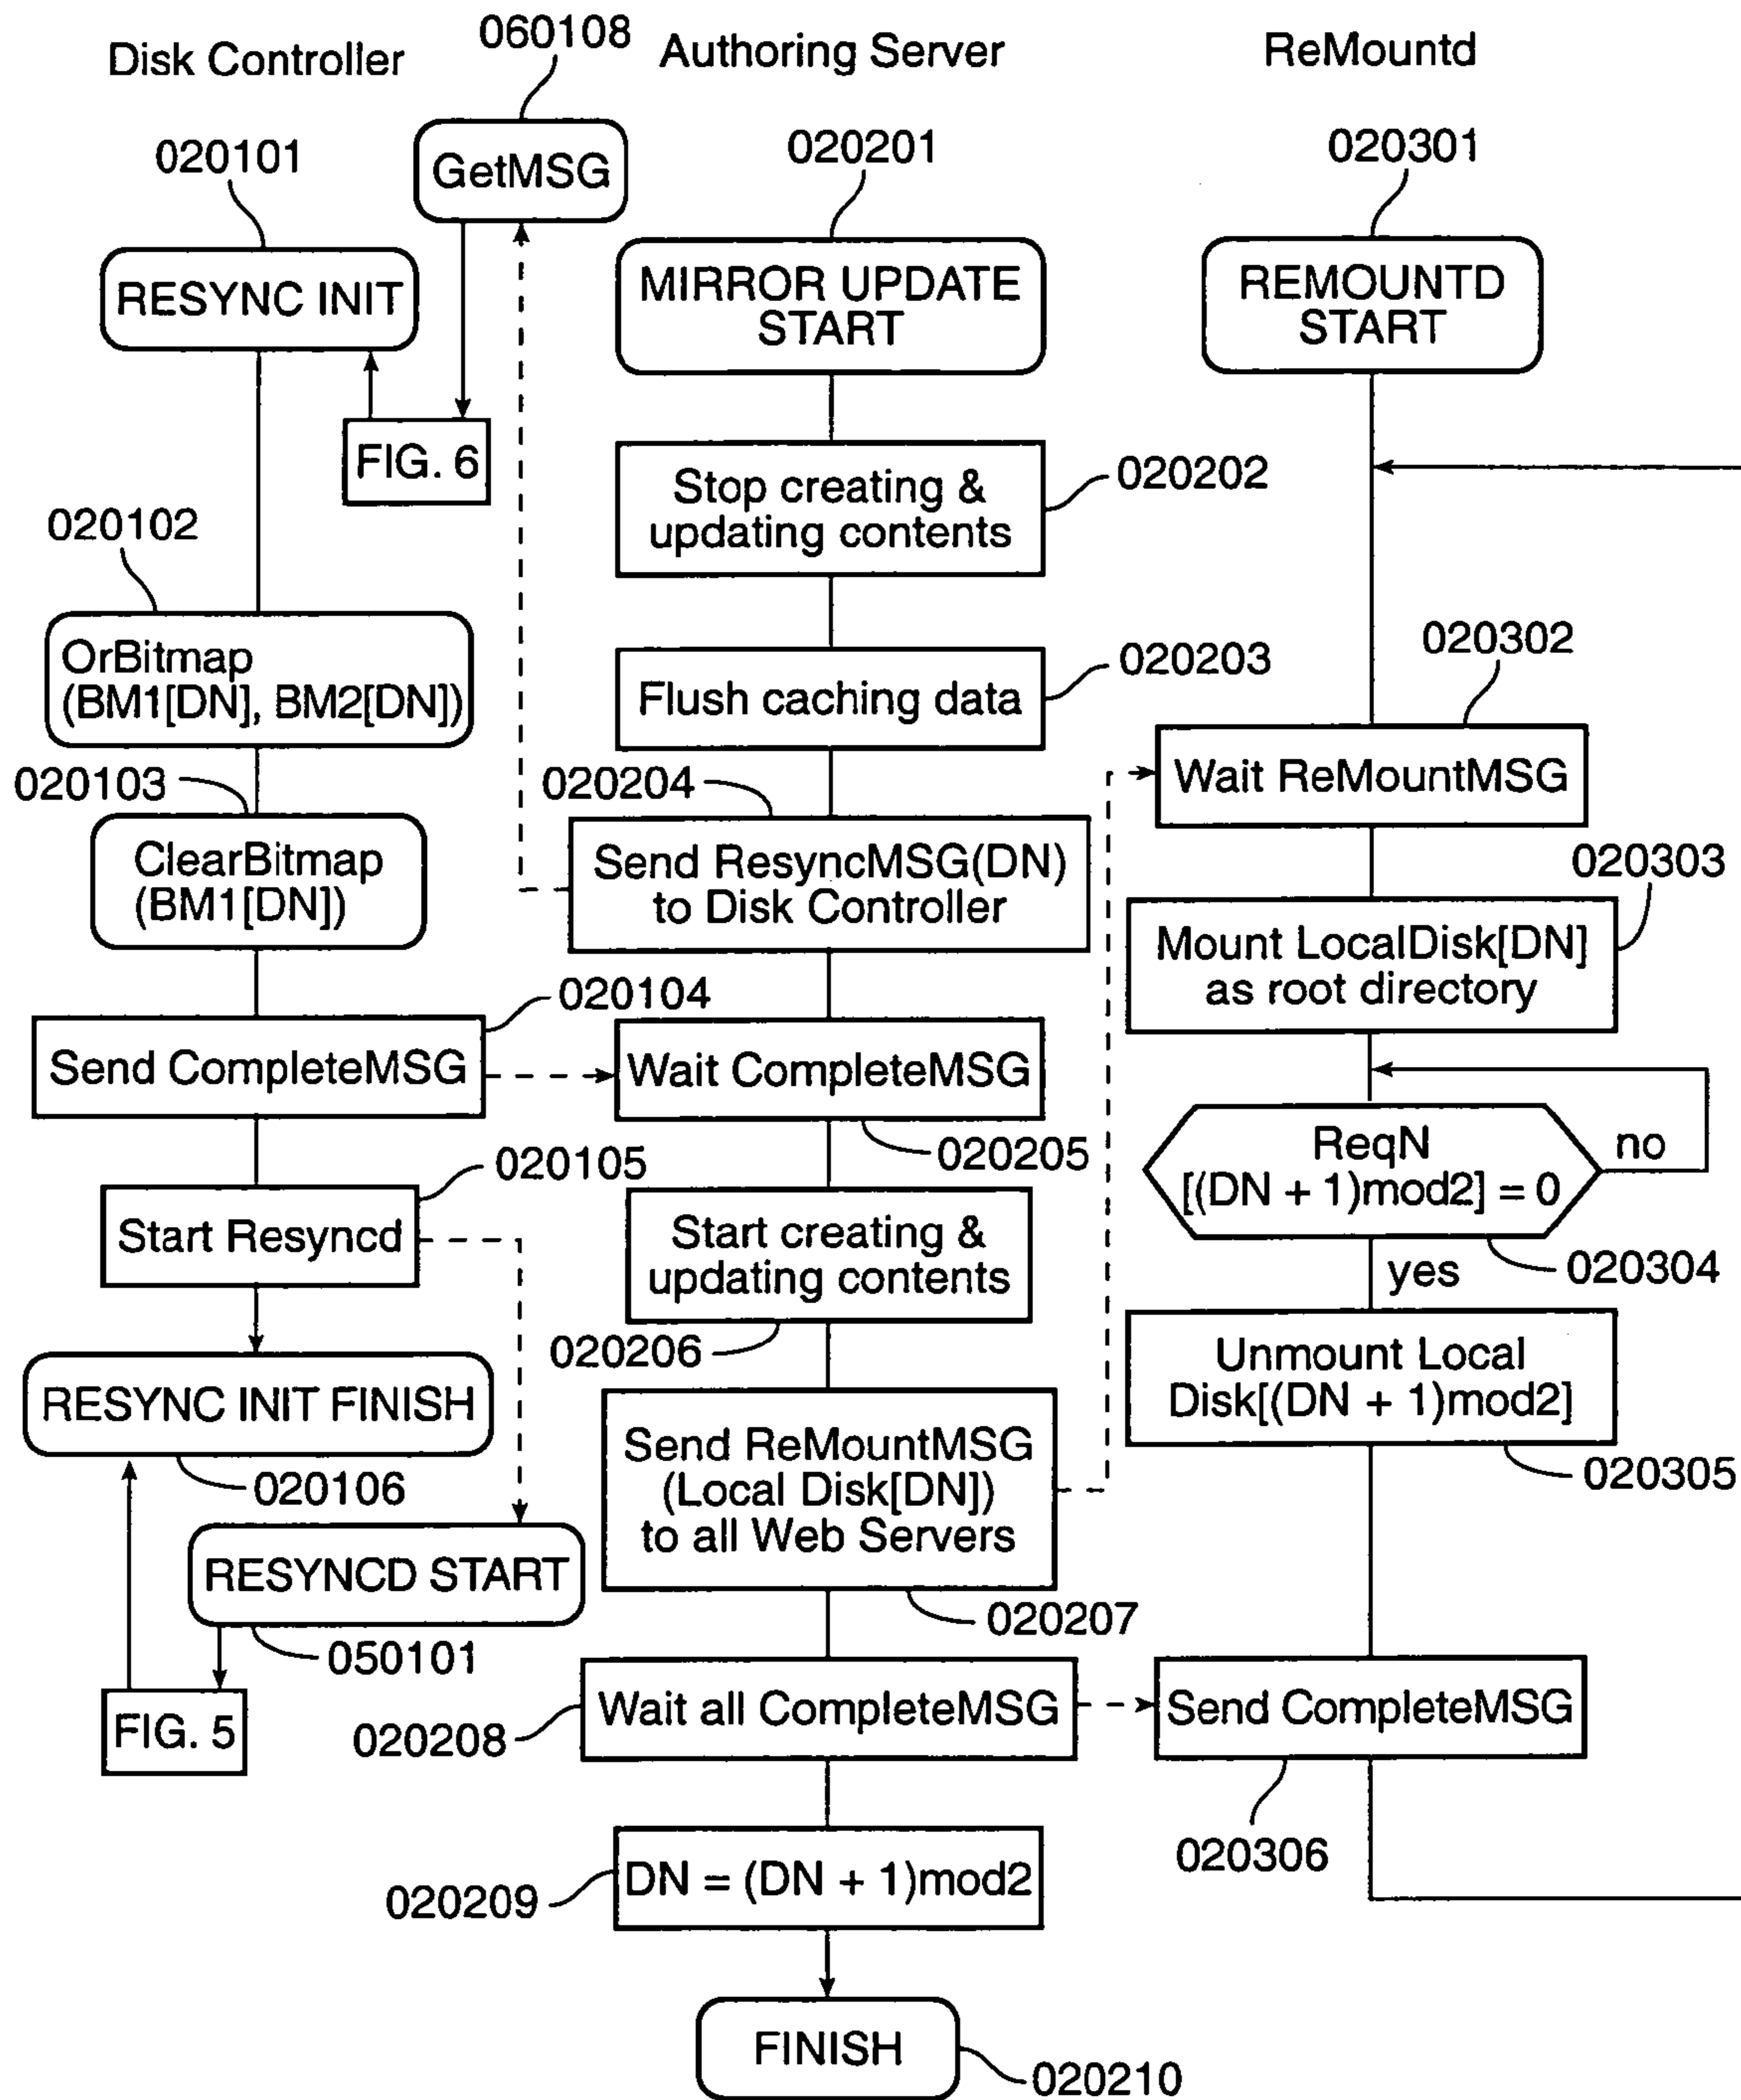 Disk Controller
060108
Authoring Server
ReMountd
020101
GetMSG
020201
020301
RESYNC INIT
MIRROR UPDATE
START
REMOUNTD
START
FIG. 6
020102
Stop creating &
updating contents
020202
OrBitmap
(BM1[DN], BM2[DN])
Flush caching data
020203
020302
Wait ReMountMSG
020103
ClearBitmap
(BM1[DN])
020204
Send ResyncMSG(DN)
to Disk Controller
020303
Mount LocalDisk[DN]
as root directory
020104
Send CompleteMSG
Wait CompleteMSG
020205
ReqN
[(DN + 1)mod2] = 0
no
yes
020304
020105
Start Resyncd
Start creating &
updating contents
020206
Unmount Local
Disk[(DN + 1)mod2]
020305
RESYNC INIT FINISH
020106
Send ReMountMSG
(Local Disk[DN])
to all Web Servers
020207
RESYNCD START
050101
FIG. 5
Wait all CompleteMSG
020208
Send CompleteMSG
020306
DN = (DN + 1)mod2
020209
FINISH
020210